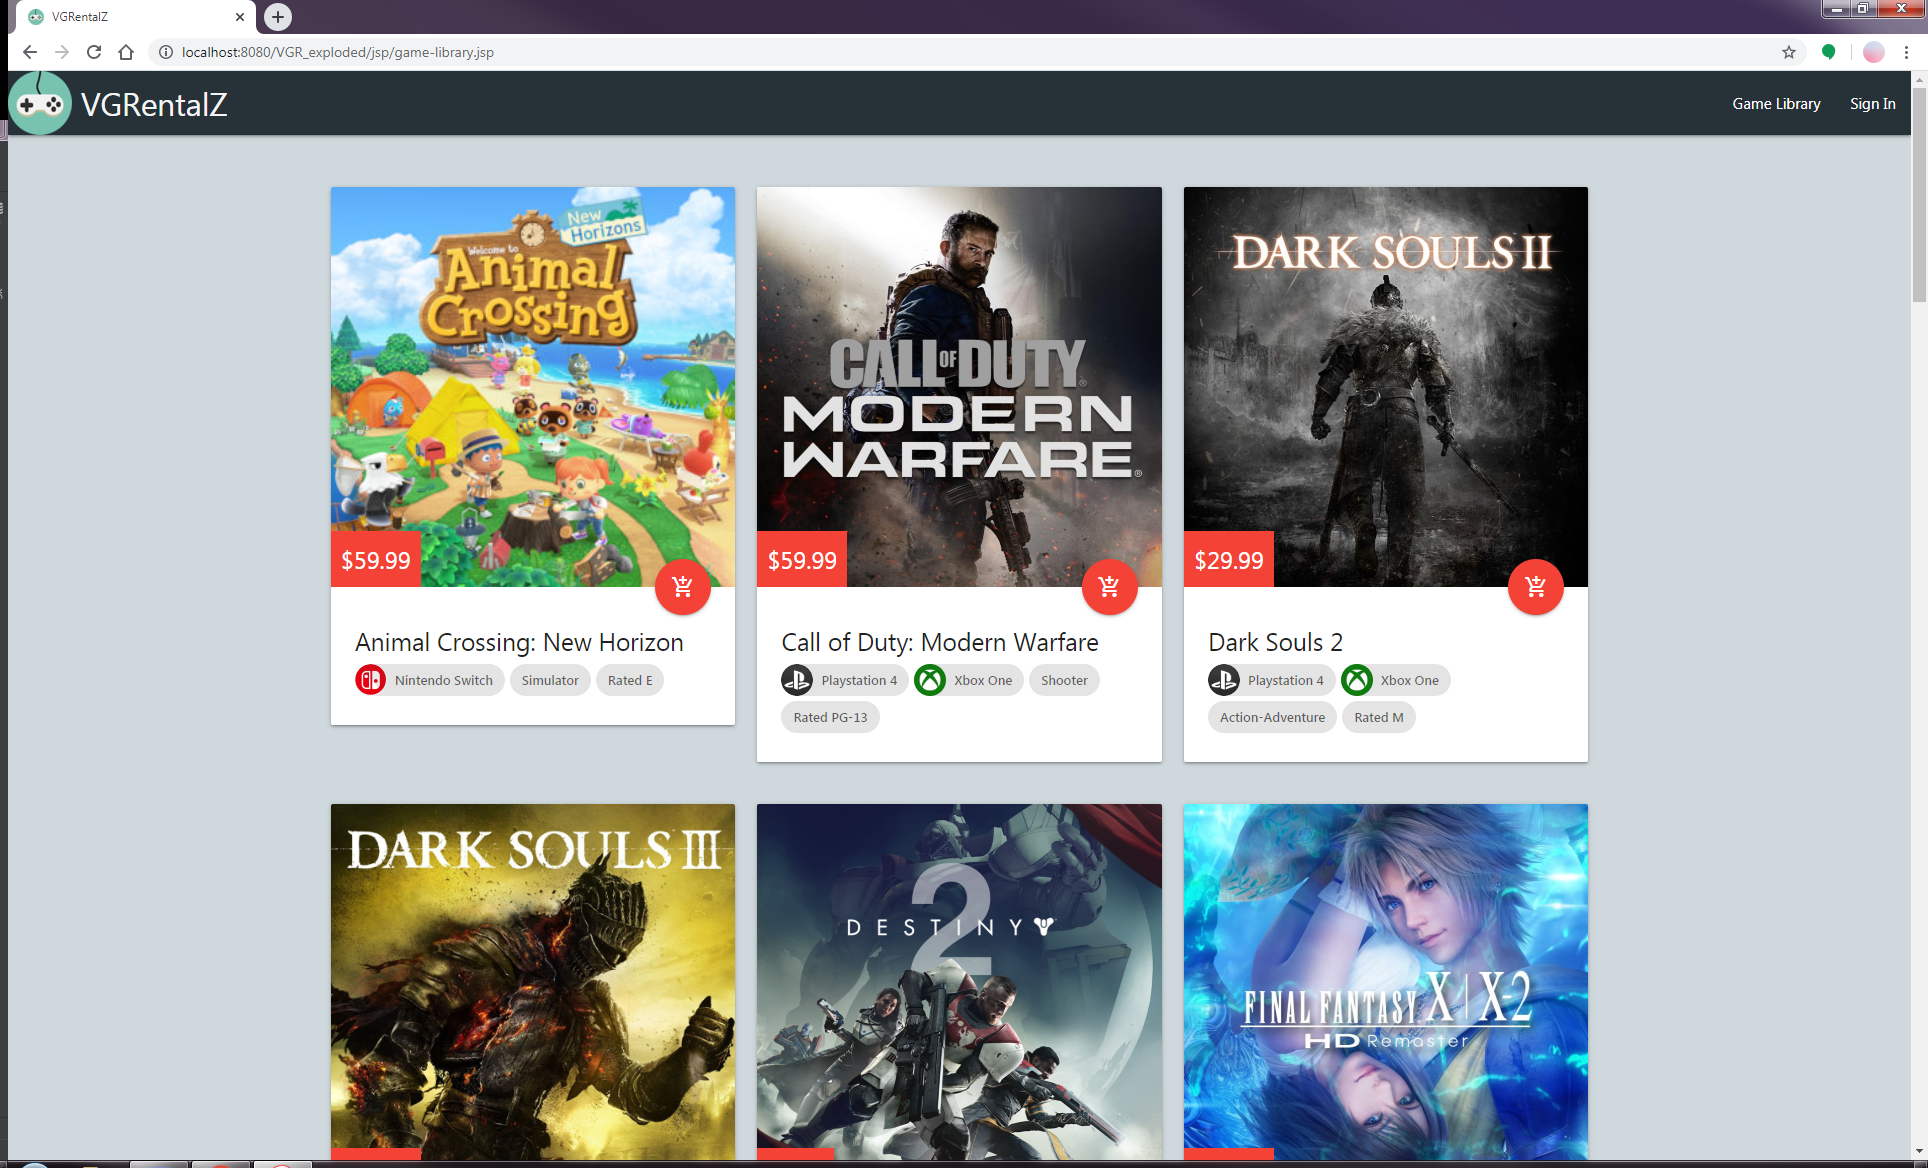 VGRentalZ
localhost:8080/VGR_exploded/jsp/game-library.jsp
VGRentalZ
Game Library
Sign In
New
Horizons
Welcome to
Animal
Crossing
CALL OF DUTY®
MODERN
WARFARE®
DARK SOULS II
$59.99
$59.99
$29.99
Animal Crossing: New Horizon
Call of Duty: Modern Warfare
Dark Souls 2
Nintendo Switch
Simulator
Rated E
Playstation 4
Xbox One
Shooter
Playstation 4
Xbox One
Rated PG-13
Action-Adventure
Rated M
DARK SOULS III
2
DESTINY
FINAL FANTASY X|X-2
HD Remaster